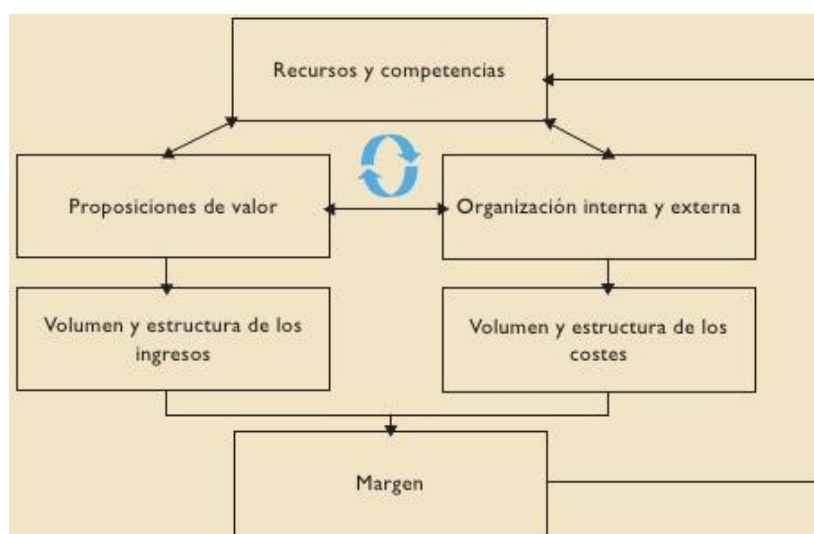 Recursos y competencias
Proposiciones de valor
Organización interna y externa
Volumen y estructura de los
ingresos
Volumen y estructura de los
costes
Margen